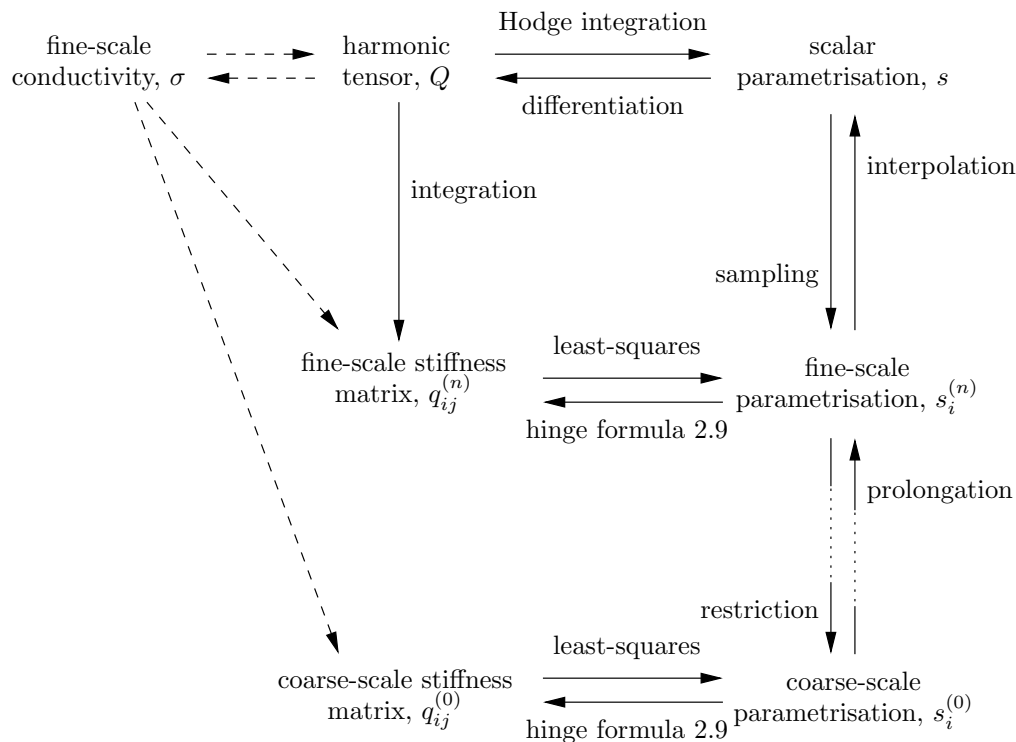 Hodge integration
fine-scale
conductivity, σ
harmonic
tensor, Q
scalar
parametrisation, s
differentiation
integration
interpolation
sampling
fine-scale stiffness
matrix, q_{ij}^{(n)}
least-squares
hinge formula 2.9
fine-scale
parametrisation, s_i^{(n)}
prolongation
restriction
coarse-scale stiffness
matrix, q_{ij}^{(0)}
least-squares
hinge formula 2.9
coarse-scale
parametrisation, s_i^{(0)}